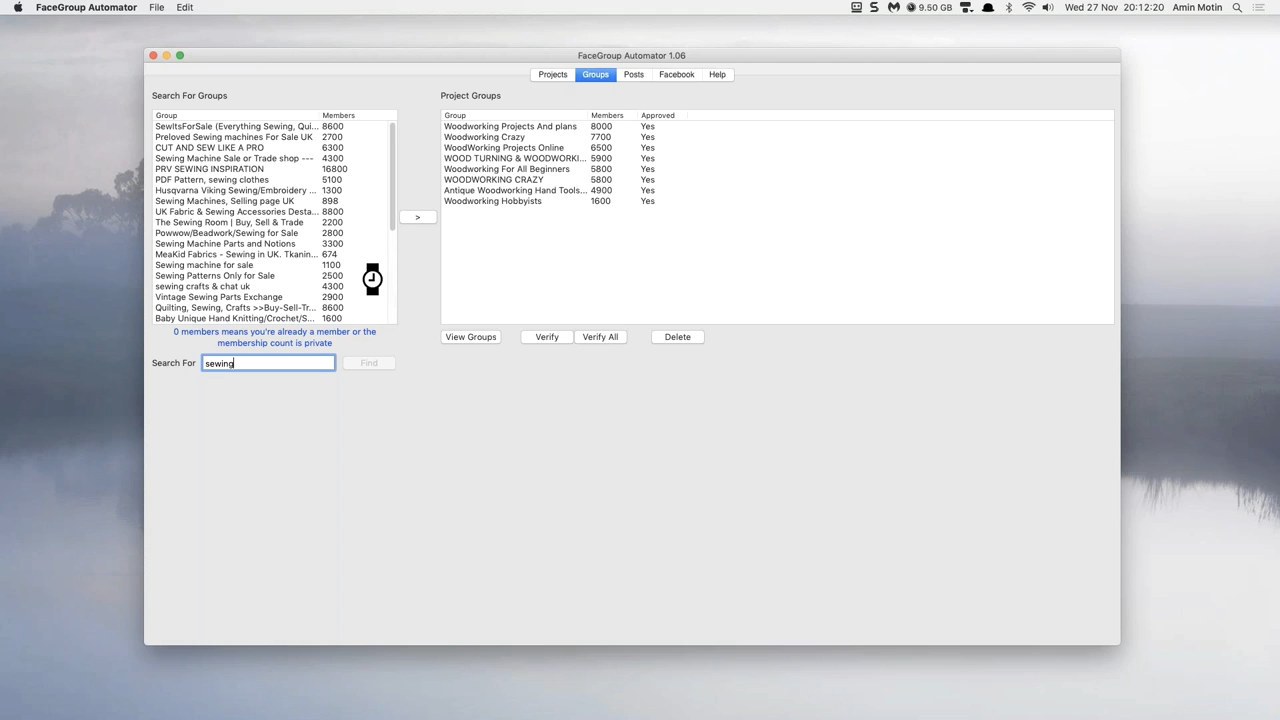 FaceGroup Automator File Edit 9.50 GB Wed 27 Nov 20:12:20 Amin Motin
FaceGroup Automator 1.06
Projects Groups Posts Facebook Help
Search For Groups
Group Members
SewItsForSale (Everything Sewing, Qui... 8600
Preloved Sewing machines For Sale UK 2700
CUT AND SEW LIKE A PRO 6300
Sewing Machine Sale or Trade shop --- 4300
PRV SEWING INSPIRATION 16800
PDF Pattern, sewing clothes 5100
Husqvarna Viking Sewing/Embroidery ... 1300
Sewing Machines, Selling page UK 898
UK Fabric & Sewing Accessories Desta... 8800
The Sewing Room | Buy, Sell & Trade 2200
Powwow/Beadwork/Sewing for Sale 2800
Sewing Machine Parts and Notions 3300
MeaKid Fabrics - Sewing in UK. Tkanin... 674
Sewing machine for sale 1100
Sewing Patterns Only for Sale 2500
sewing crafts & chat uk 4300
Vintage Sewing Parts Exchange 2900
Quilting, Sewing, Crafts >>Buy-Sell-Tr... 8600
Baby Unique Hand Knitting/Crochet/S... 1600
0 members means you're already a member or the
membership count is private
Search For sewing Find
>
Project Groups
Group Members Approved
Woodworking Projects And plans 8000 Yes
Woodworking Crazy 7700 Yes
WoodWorking Projects Online 6500 Yes
WOOD TURNING & WOODWORKI... 5900 Yes
Woodworking For All Beginners 5800 Yes
WOODWORKING CRAZY 5800 Yes
Antique Woodworking Hand Tools... 4900 Yes
Woodworking Hobbyists 1600 Yes
View Groups Verify Verify All Delete